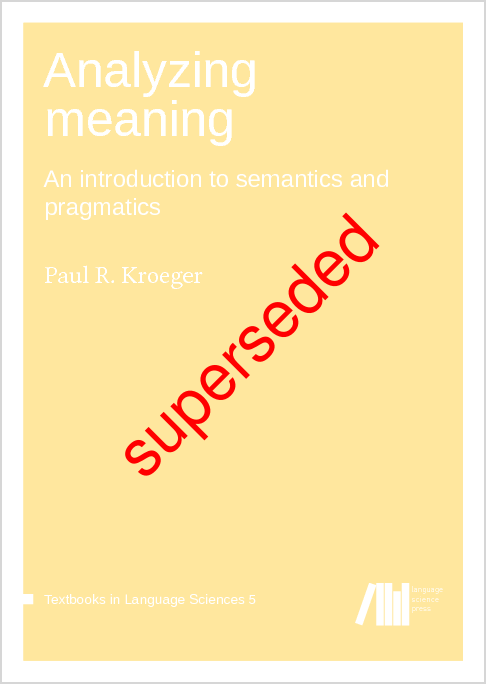 Analyzing
meaning
An introduction to semantics and
pragmatics
Paul R. Kroeger
superseded
Textbooks in Language Sciences 5
language
science
press